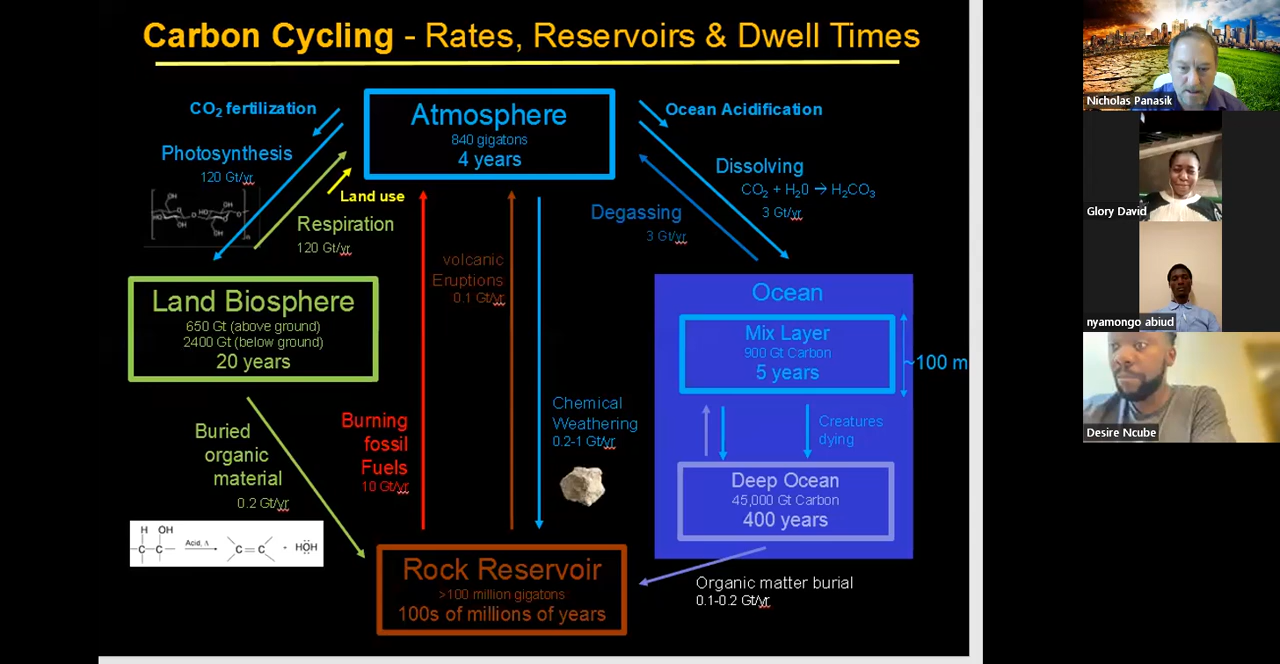 Carbon Cycling - Rates, Reservoirs & Dwell Times
CO2 fertilization
Atmosphere
840 gigatons
4 years
Ocean Acidification
Photosynthesis
120 Gt/yr
Land use
Respiration
120 Gt/yr
Dissolving
CO2 + H20 → H2CO3
3 Gt/yr
Degassing
3 Gt/yr
volcanic
Eruptions
0.1 Gt/yr
Land Biosphere
650 Gt (above ground)
2400 Gt (below ground)
20 years
Ocean
Mix Layer
900 Gt Carbon
5 years
~100 m
Chemical
Weathering
0.2-1 Gt/yr
Creatures
dying
Buried
organic
material
0.2 Gt/yr
Burning
fossil
Fuels
10 Gt/yr
Deep Ocean
45,000 Gt Carbon
400 years
H OH
Acid, Δ
C C
C=C
+ HÖH
Rock Reservoir
>100 million gigatons
100s of millions of years
Organic matter burial
0.1-0.2 Gt/yr
Nicholas Panasik
Glory David
nyamongo abiud
Desire Ncube